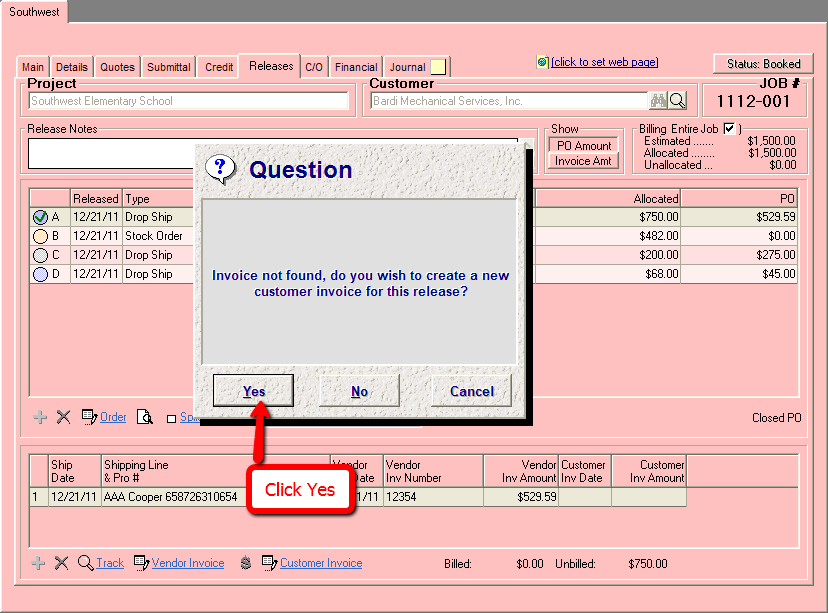 Southwest
Main Details Quotes Submittal Credit Releases C/O Financial Journal
[click to set web page]
Status: Booked
Project
Southwest Elementary School
Customer
Bardi Mechanical Services, Inc.
JOB #
1112-001
Release Notes
Show
PO Amount
Invoice Amt
Billing Entire Job )
Estimated ....... $1,500.00
Allocated ........ $1,500.00
Unallocated ... $0.00
Released Type Allocated PO
A 12/21/11 Drop Ship $750.00 $529.59
B 12/21/11 Stock Order $482.00 $0.00
C 12/21/11 Drop Ship $200.00 $275.00
D 12/21/11 Drop Ship $68.00 $45.00
? Question
Invoice not found, do you wish to create a new
customer invoice for this release?
Yes No Cancel
Order
Closed PO
Click Yes
Ship Date
Shipping Line & Pro #
Vendor Date
Vendor Inv Number
Vendor Inv Amount
Customer Inv Date
Customer Inv Amount
1 12/21/11 AAA Cooper 658726310654 1/11 12354 $529.59
Track Vendor Invoice $ Customer Invoice Billed: $0.00 Unbilled: $750.00